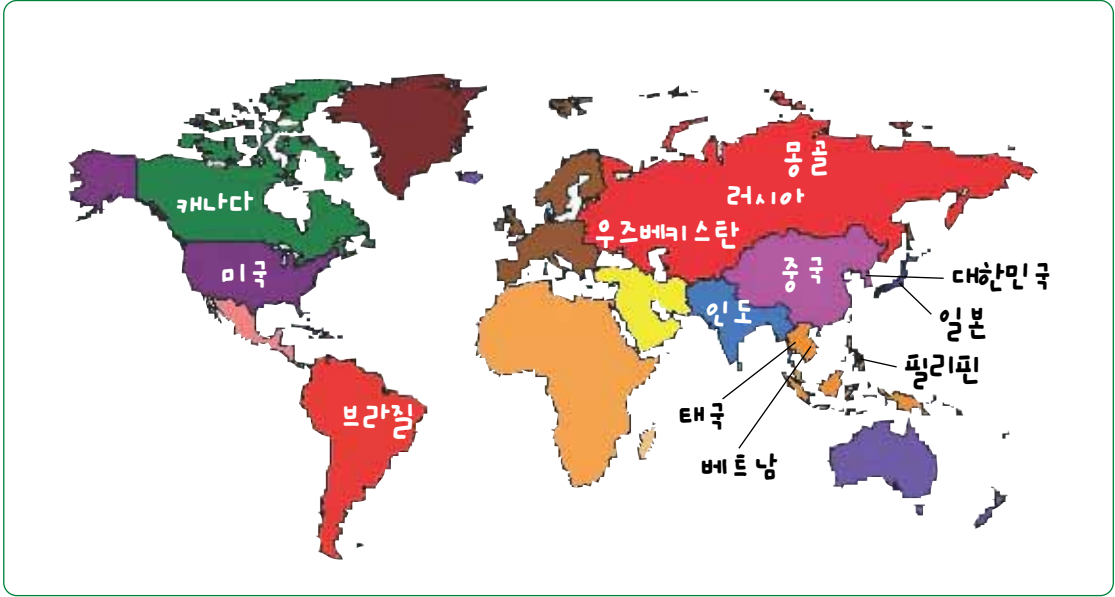 몽골
러시아
캐나다
우즈베키스탄
미국
중국
대한민국
인도
일본
필리핀
브라질
태국
베트남